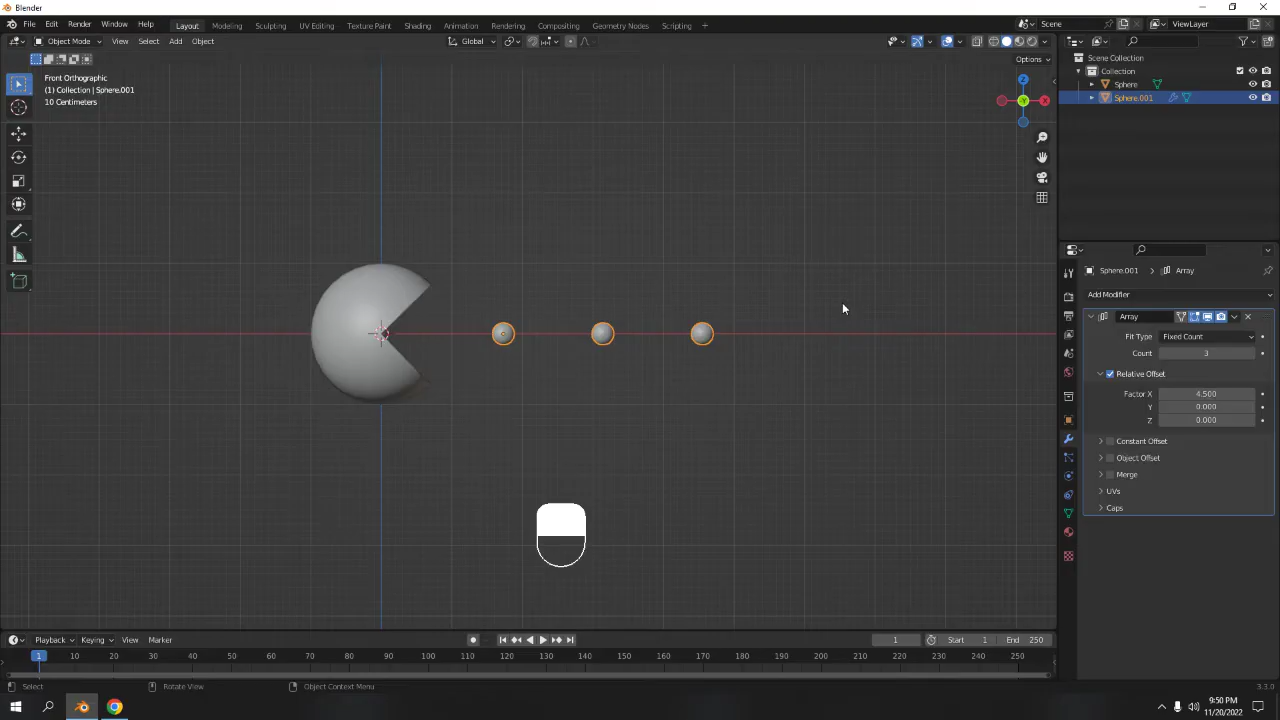 Blender
File Edit Render Window Help Layout Modeling Sculpting UV Editing Texture Paint Shading Animation Rendering Compositing Geometry Nodes Scripting + Scene ViewLayer
Object Mode View Select Add Object Global
Options
Front Orthographic
(1) Collection | Sphere.001
10 Centimeters
Z
Y
X
Scene Collection
Collection
Sphere
Sphere.001
Sphere.001 > Array
Add Modifier
Array
Fit Type Fixed Count
Count 3
Relative Offset
Factor X 4.500
Y 0.000
Z 0.000
Constant Offset
Object Offset
Merge
UVs
Caps
Playback Keying View Marker 1 Start 1 End 250
1 10 20 30 40 50 60 70 80 90 100 110 120 130 140 150 160 170 180 190 200 210 220 230 240 250
Select Rotate View Object Context Menu 3.3.0
9:50 PM
11/20/2022